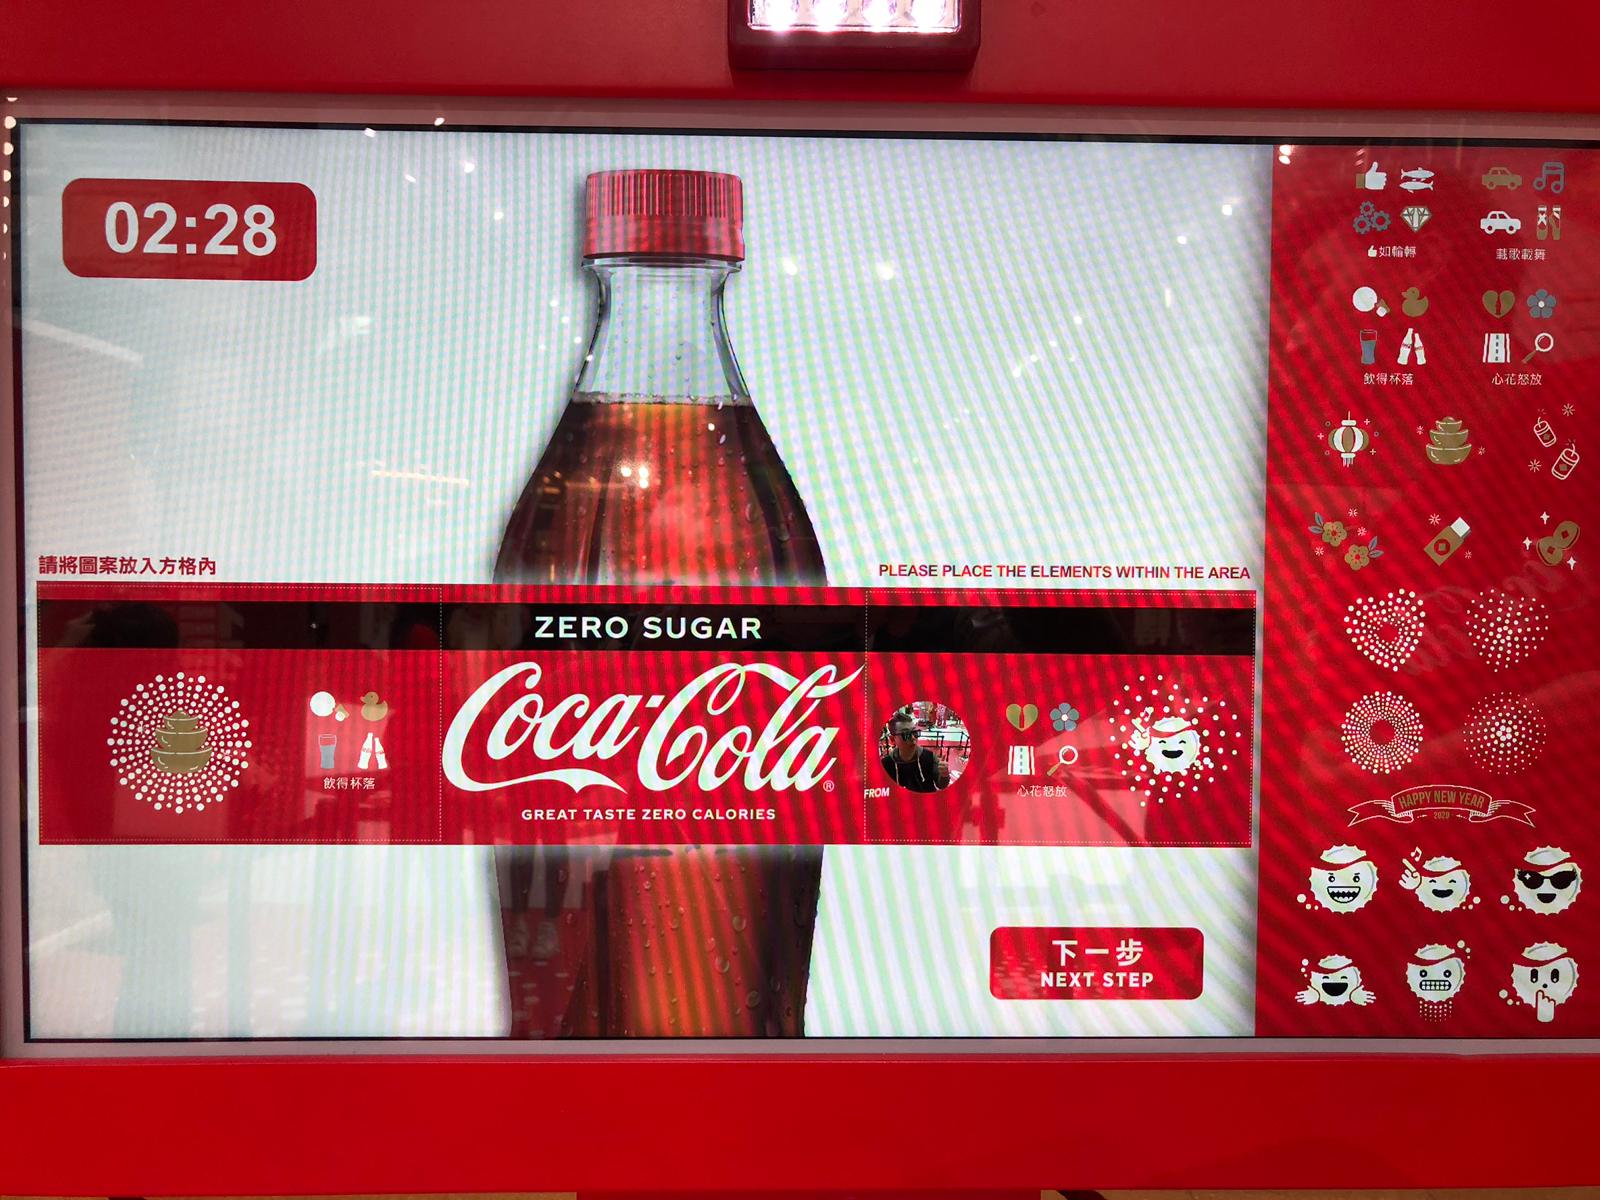 02:28
請將圖案放入方格內
PLEASE PLACE THE ELEMENTS WITHIN THE AREA
ZERO SUGAR
Coca-Cola®
GREAT TASTE ZERO CALORIES
飲得杯落
FROM
心花怒放
下一步
NEXT STEP
如輪轉
載歌載舞
飲得杯落
心花怒放
HAPPY NEW YEAR
2020